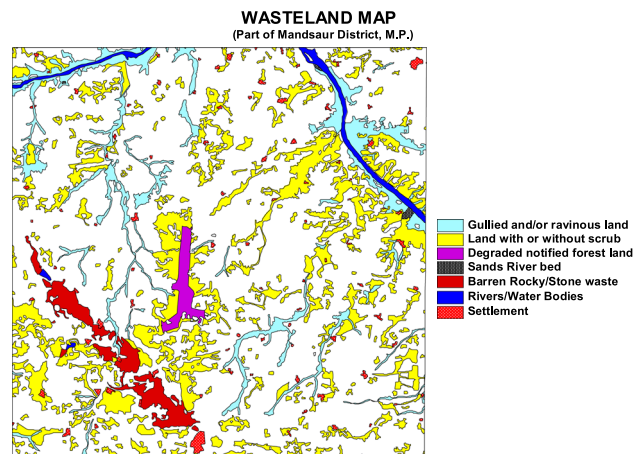 WASTELAND MAP
(Part of Mandsaur District, M.P.)
Gullied and/or ravinous land
Land with or without scrub
Degraded notified forest land
Sands River bed
Barren Rocky/Stone waste
Rivers/Water Bodies
Settlement